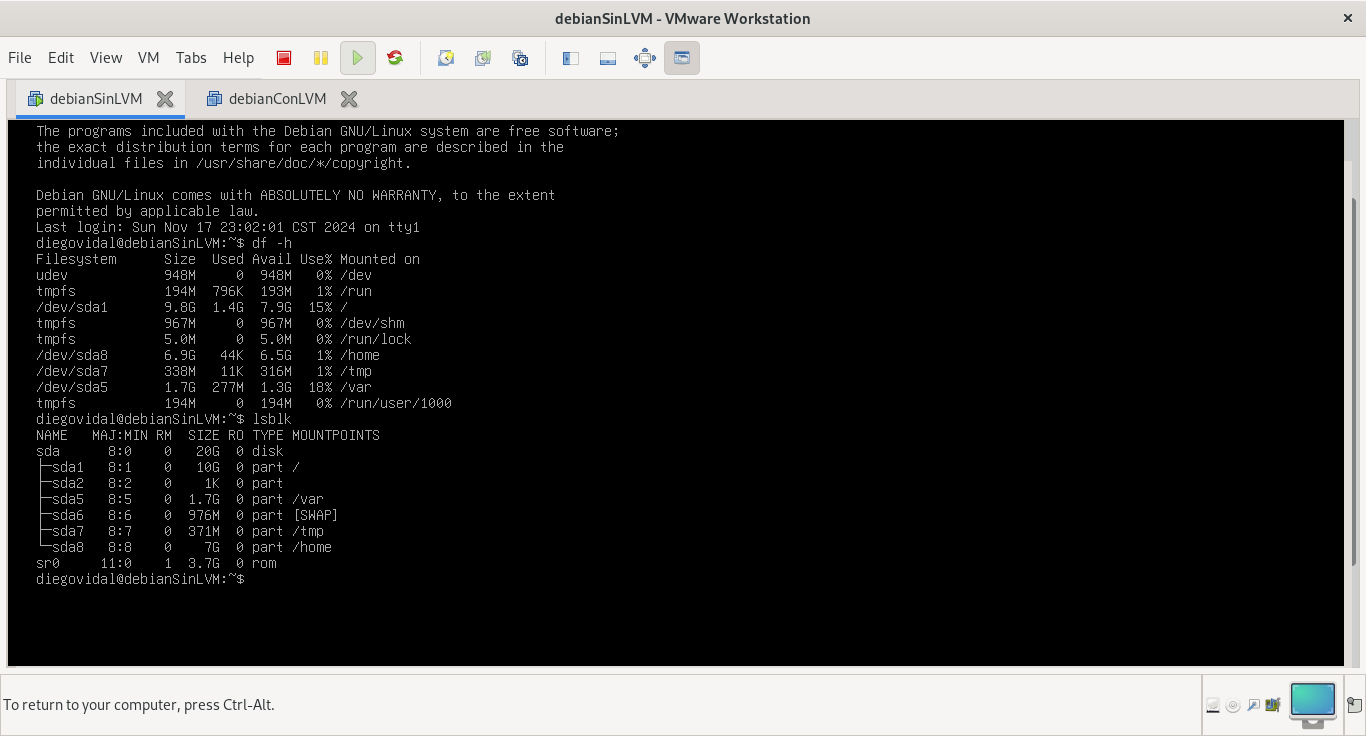 debianSinLVM - VMware Workstation
File Edit View VM Tabs Help
debianSinLVM debianConLVM
The programs included with the Debian GNU/Linux system are free software;
the exact distribution terms for each program are described in the
individual files in /usr/share/doc/*/copyright.
Debian GNU/Linux comes with ABSOLUTELY NO WARRANTY, to the extent
permitted by applicable law.
Last login: Sun Nov 17 23:02:01 CST 2024 on tty1
diegovidal@debianSinLVM:~$ df -h
Filesystem      Size  Used Avail Use% Mounted on
udev            948M     0  948M   0% /dev
tmpfs           194M  796K  193M   1% /run
/dev/sda1       9.8G  1.4G  7.9G  15% /
tmpfs           967M     0  967M   0% /dev/shm
tmpfs           5.0M     0  5.0M   0% /run/lock
/dev/sda8       6.9G   44K  6.5G   1% /home
/dev/sda7       338M   11K  316M   1% /tmp
/dev/sda5       1.7G  277M  1.3G  18% /var
tmpfs           194M     0  194M   0% /run/user/1000
diegovidal@debianSinLVM:~$ lsblk
NAME   MAJ:MIN RM  SIZE RO TYPE MOUNTPOINTS
sda      8:0    0   20G  0 disk
├─sda1   8:1    0   10G  0 part /
├─sda2   8:2    0    1K  0 part
├─sda5   8:5    0  1.7G  0 part /var
├─sda6   8:6    0  976M  0 part [SWAP]
├─sda7   8:7    0  371M  0 part /tmp
└─sda8   8:8    0    7G  0 part /home
sr0     11:0    1  3.7G  0 rom
diegovidal@debianSinLVM:~$
To return to your computer, press Ctrl-Alt.